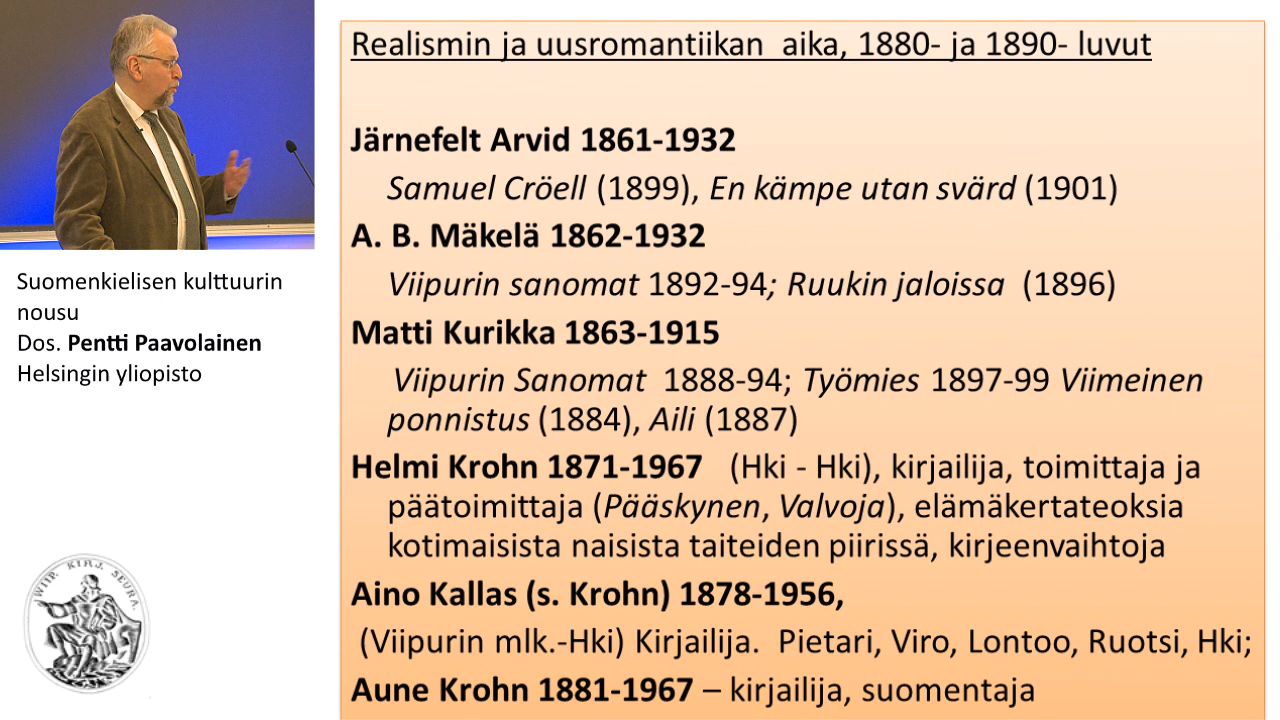 Suomenkielisen kulttuurin
nousu
Dos. Pentti Paavolainen
Helsingin yliopisto
WIIP. KIRJ. SEURA.
Realismin ja uusromantiikan aika, 1880- ja 1890- luvut
Järnefelt Arvid 1861-1932
Samuel Cröell (1899), En kämpe utan svärd (1901)
A. B. Mäkelä 1862-1932
Viipurin sanomat 1892-94; Ruukin jaloissa (1896)
Matti Kurikka 1863-1915
Viipurin Sanomat 1888-94; Työmies 1897-99 Viimeinen
ponnistus (1884), Aili (1887)
Helmi Krohn 1871-1967 (Hki - Hki), kirjailija, toimittaja ja
päätoimittaja (Pääskynen, Valvoja), elämäkertateoksia
kotimaisista naisista taiteiden piirissä, kirjeenvaihtoja
Aino Kallas (s. Krohn) 1878-1956,
(Viipurin mlk.-Hki) Kirjailija. Pietari, Viro, Lontoo, Ruotsi, Hki;
Aune Krohn 1881-1967 – kirjailija, suomentaja